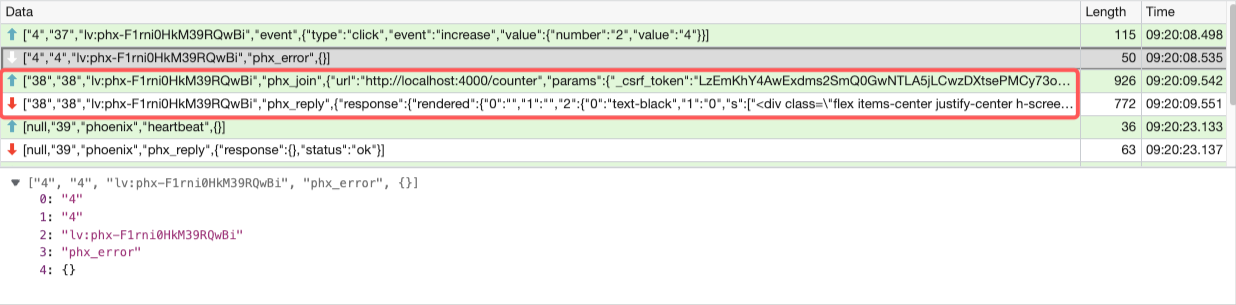 Data Length Time
["4","37","lv:phx-F1rni0HkM39RQwBi","event",{"type":"click","event":"increase","value":{"number":"2","value":"4"}}] 115 09:20:08.498
["4","4","lv:phx-F1rni0HkM39RQwBi","phx_error",{}] 50 09:20:08.535
["38","38","lv:phx-F1rni0HkM39RQwBi","phx_join",{"url":"http://localhost:4000/counter","params":{"_csrf_token":"LzEmKhY4AwExdms2SmQ0GwNTLA5jLCwzDXtsePMCy73o… 926 09:20:09.542
["38","38","lv:phx-F1rni0HkM39RQwBi","phx_reply",{"response":{"rendered":{"0":"","1":"","2":{"0":"text-black","1":"0","s":["<div class=\"flex items-center justify-center h-scree… 772 09:20:09.551
[null,"39","phoenix","heartbeat",{}] 36 09:20:23.133
[null,"39","phoenix","phx_reply",{"response":{},"status":"ok"}] 63 09:20:23.137
▼ ["4", "4", "lv:phx-F1rni0HkM39RQwBi", "phx_error", {}]
0: "4"
1: "4"
2: "lv:phx-F1rni0HkM39RQwBi"
3: "phx_error"
4: {}